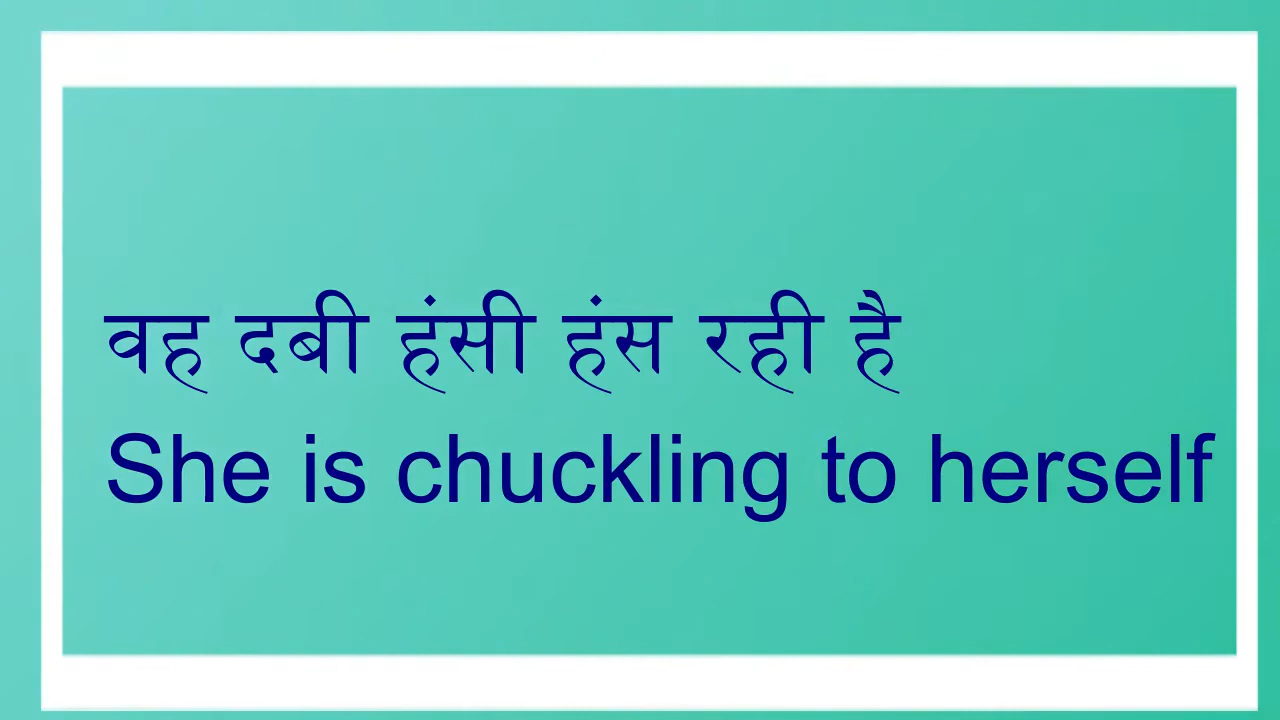 वह दबी हंसी हंस रही है
She is chuckling to herself